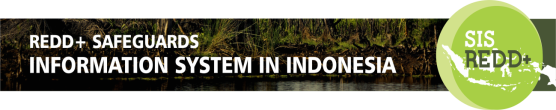 REDD+ SAFEGUARDS
INFORMATION SYSTEM IN INDONESIA
SIS
REDD+